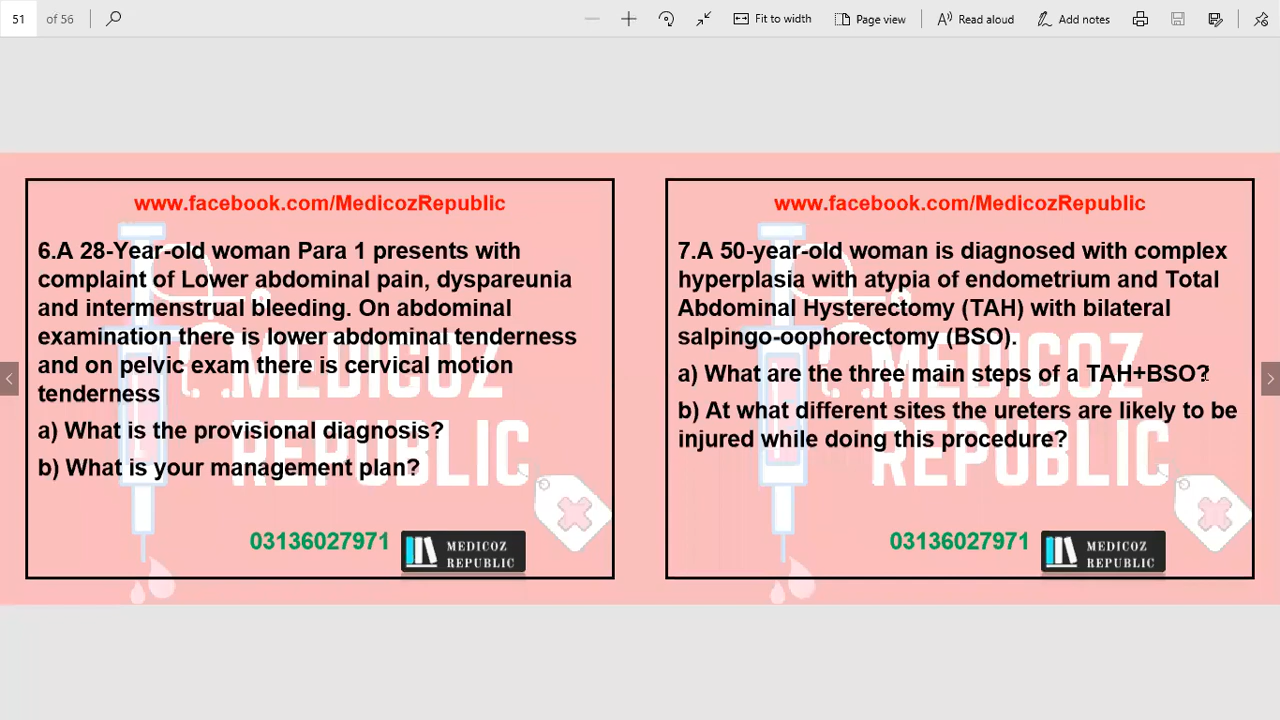 51 of 56 Fit to width Page view Read aloud Add notes
www.facebook.com/MedicozRepublic
6.A 28-Year-old woman Para 1 presents with
complaint of Lower abdominal pain, dyspareunia
and intermenstrual bleeding. On abdominal
examination there is lower abdominal tenderness
and on pelvic exam there is cervical motion
tenderness
a) What is the provisional diagnosis?
b) What is your management plan?
MEDICOZ
REPUBLIC
03136027971
MEDICOZ
REPUBLIC
www.facebook.com/MedicozRepublic
7.A 50-year-old woman is diagnosed with complex
hyperplasia with atypia of endometrium and Total
Abdominal Hysterectomy (TAH) with bilateral
salpingo-oophorectomy (BSO).
a) What are the three main steps of a TAH+BSO?
b) At what different sites the ureters are likely to be
injured while doing this procedure?
MEDICOZ
REPUBLIC
03136027971
MEDICOZ
REPUBLIC